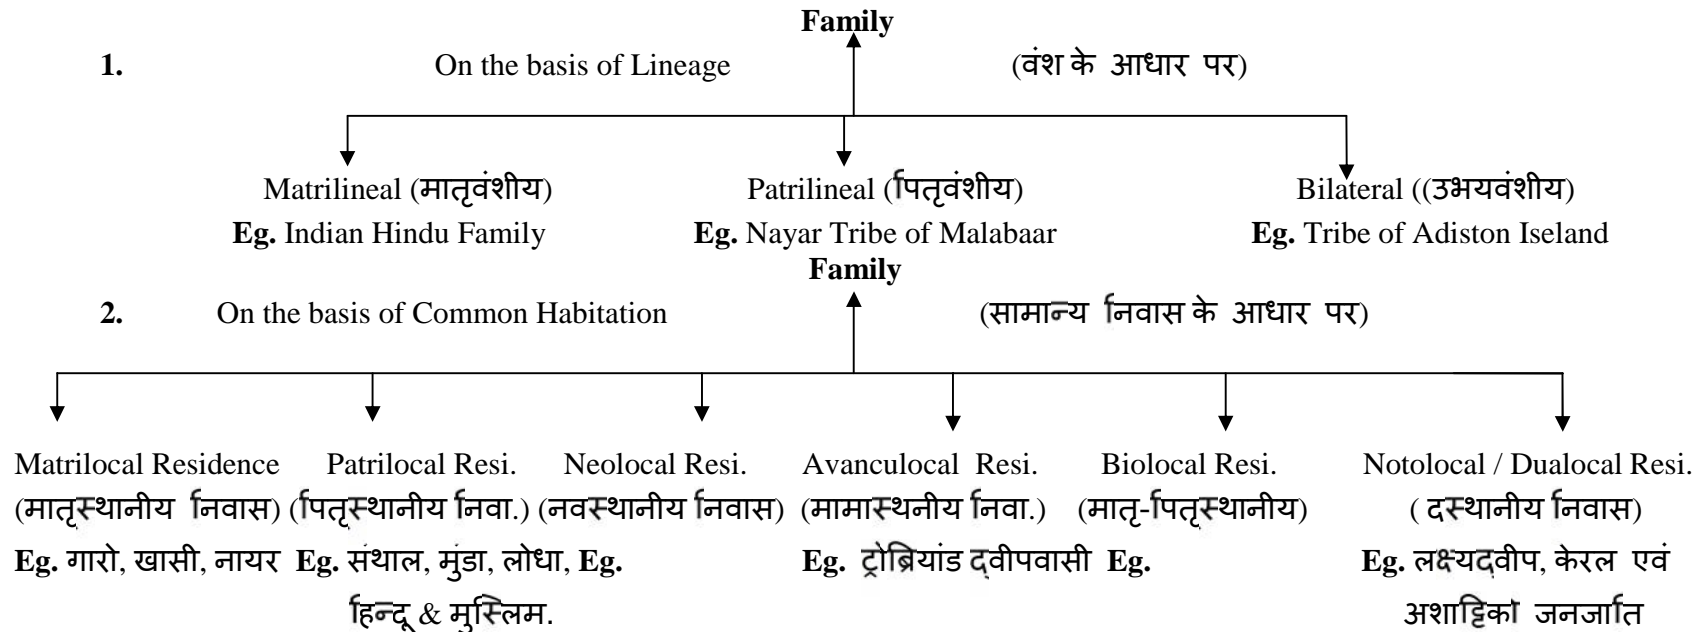 Family
1. On the basis of Lineage (वंश के आधार पर)
Matrilineal (मातृवंशीय) Patrilineal (पितृवंशीय) Bilateral ((उभयवंशीय)
Eg. Indian Hindu Family Eg. Nayar Tribe of Malabaar Eg. Tribe of Adiston Iseland
Family
2. On the basis of Common Habitation (सामान्य निवास के आधार पर)
Matrilocal Residence Patrilocal Resi. Neolocal Resi. Avanculocal Resi. Biolocal Resi. Notolocal / Dualocal Resi.
(मातृस्थानीय निवास) (पितृस्थानीय निवा.) (नवस्थानीय निवास) (मामास्थनीय निवा.) (मातृ-पितृस्थानीय) ( दस्थानीय निवास)
Eg. गारो, खासी, नायर Eg. संथाल, मुंडा, लोधा, Eg. Eg. ट्रोब्रियांड द्वीपवासी Eg. Eg. लक्ष्यद्वीप, केरल एवं
हिन्दू & मुस्लिम. अशाट्टिका जनजाति